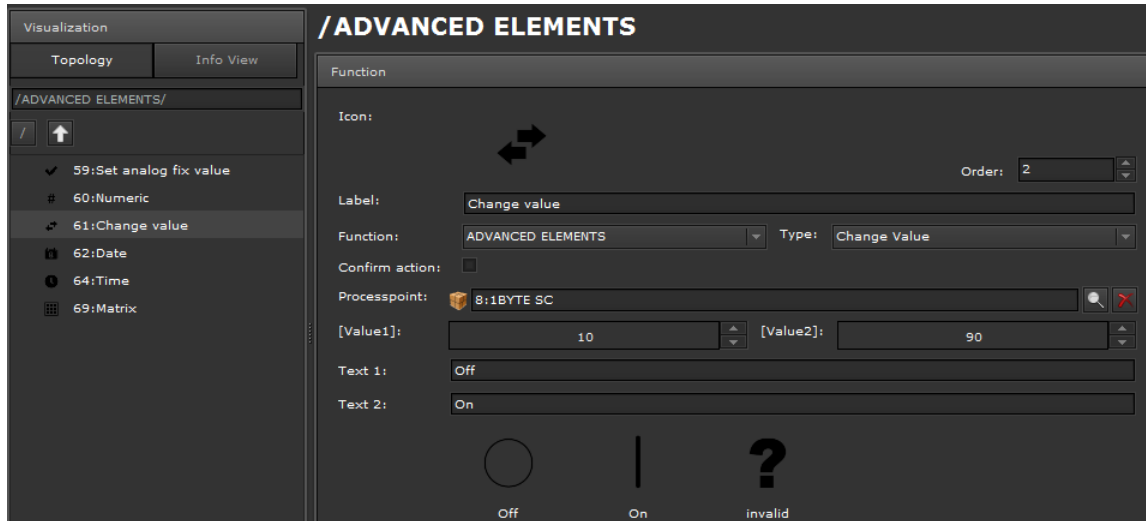 Visualization
Topology Info View
/ADVANCED ELEMENTS/
/
59:Set analog fix value
# 60:Numeric
61:Change value
62:Date
64:Time
69:Matrix
/ADVANCED ELEMENTS
Function
Icon:
Order: 2
Label: Change value
Function: ADVANCED ELEMENTS Type: Change Value
Confirm action:
Processpoint: 8:1BYTE SC
[Value1]: 10 [Value2]: 90
Text 1: Off
Text 2: On
?
Off On invalid